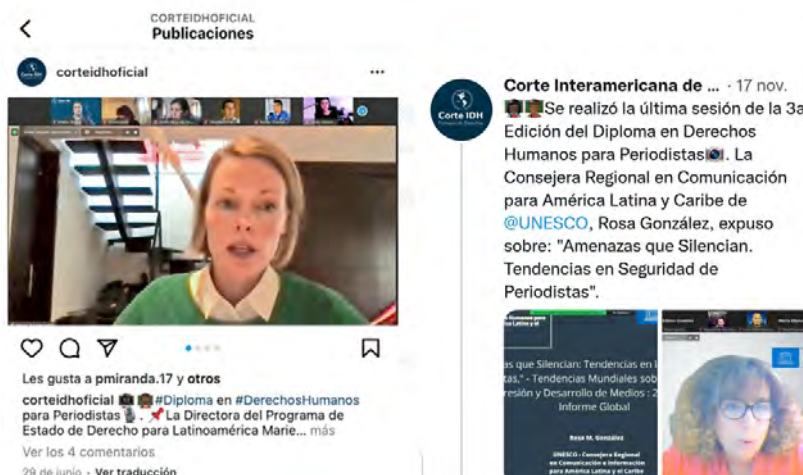 CORTEIDHOFICIAL
Publicaciones
corteidhoficial
Les gusta a pmiranda.17 y otros
corteidhoficial #Diploma en #DerechosHumanos
para Periodistas. La Directora del Programa de
Estado de Derecho para Latinoamérica Marie... más
Ver los 4 comentarios
29 de junio · Ver traducción
Corte IDH
Corte Interamericana de ... · 17 nov.
Se realizó la última sesión de la 3a
Edición del Diploma en Derechos
Humanos para Periodistas. La
Consejera Regional en Comunicación
para América Latina y Caribe de
@UNESCO, Rosa González, expuso
sobre: "Amenazas que Silencian.
Tendencias en Seguridad de
Periodistas".
as que Silencian: Tendencias en
tas," - Tendencias Mundiales sob
resión y Desarrollo de Medios : 2
Informe Global
Rosa M. González
UNESCO - Consejera Regional
en Comunicación e Información
para América Latina y el Caribe